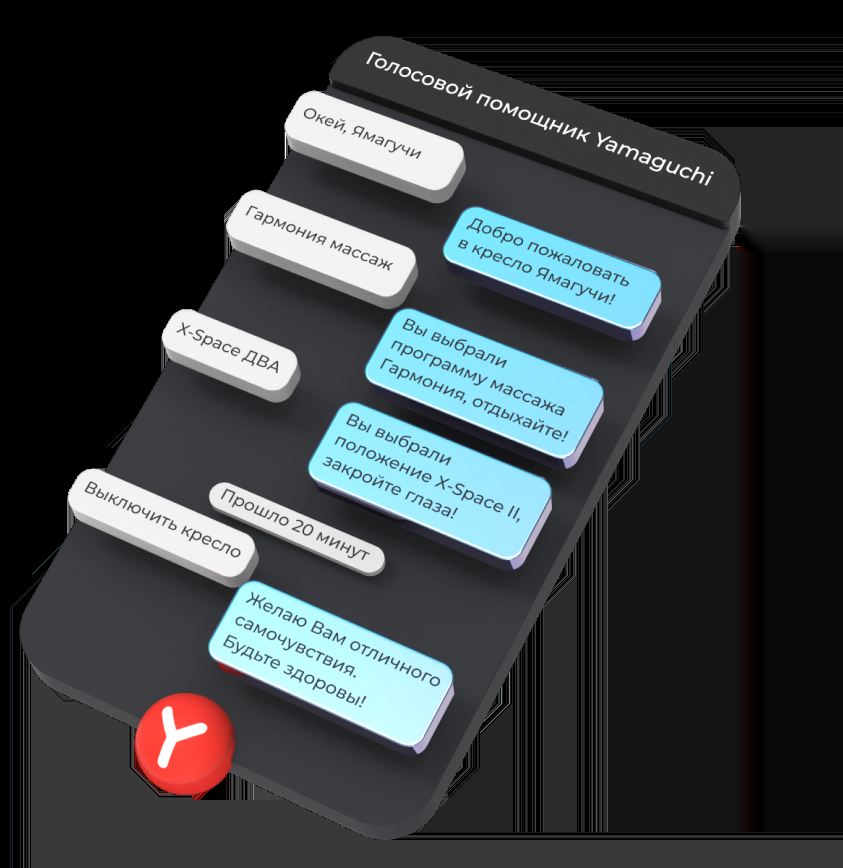 Голосовой помощник Yamaguchi
Окей, Ямагучи
Добро пожаловать
в кресло Ямагучи!
Гармония массаж
Вы выбрали
программу массажа
Гармония, отдыхайте!
X-Space ДВА
Вы выбрали
положение X-Space II,
закройте глаза!
Прошло 20 минут
Выключить кресло
Желаю Вам отличного
самочувствия.
Будьте здоровы!
Y